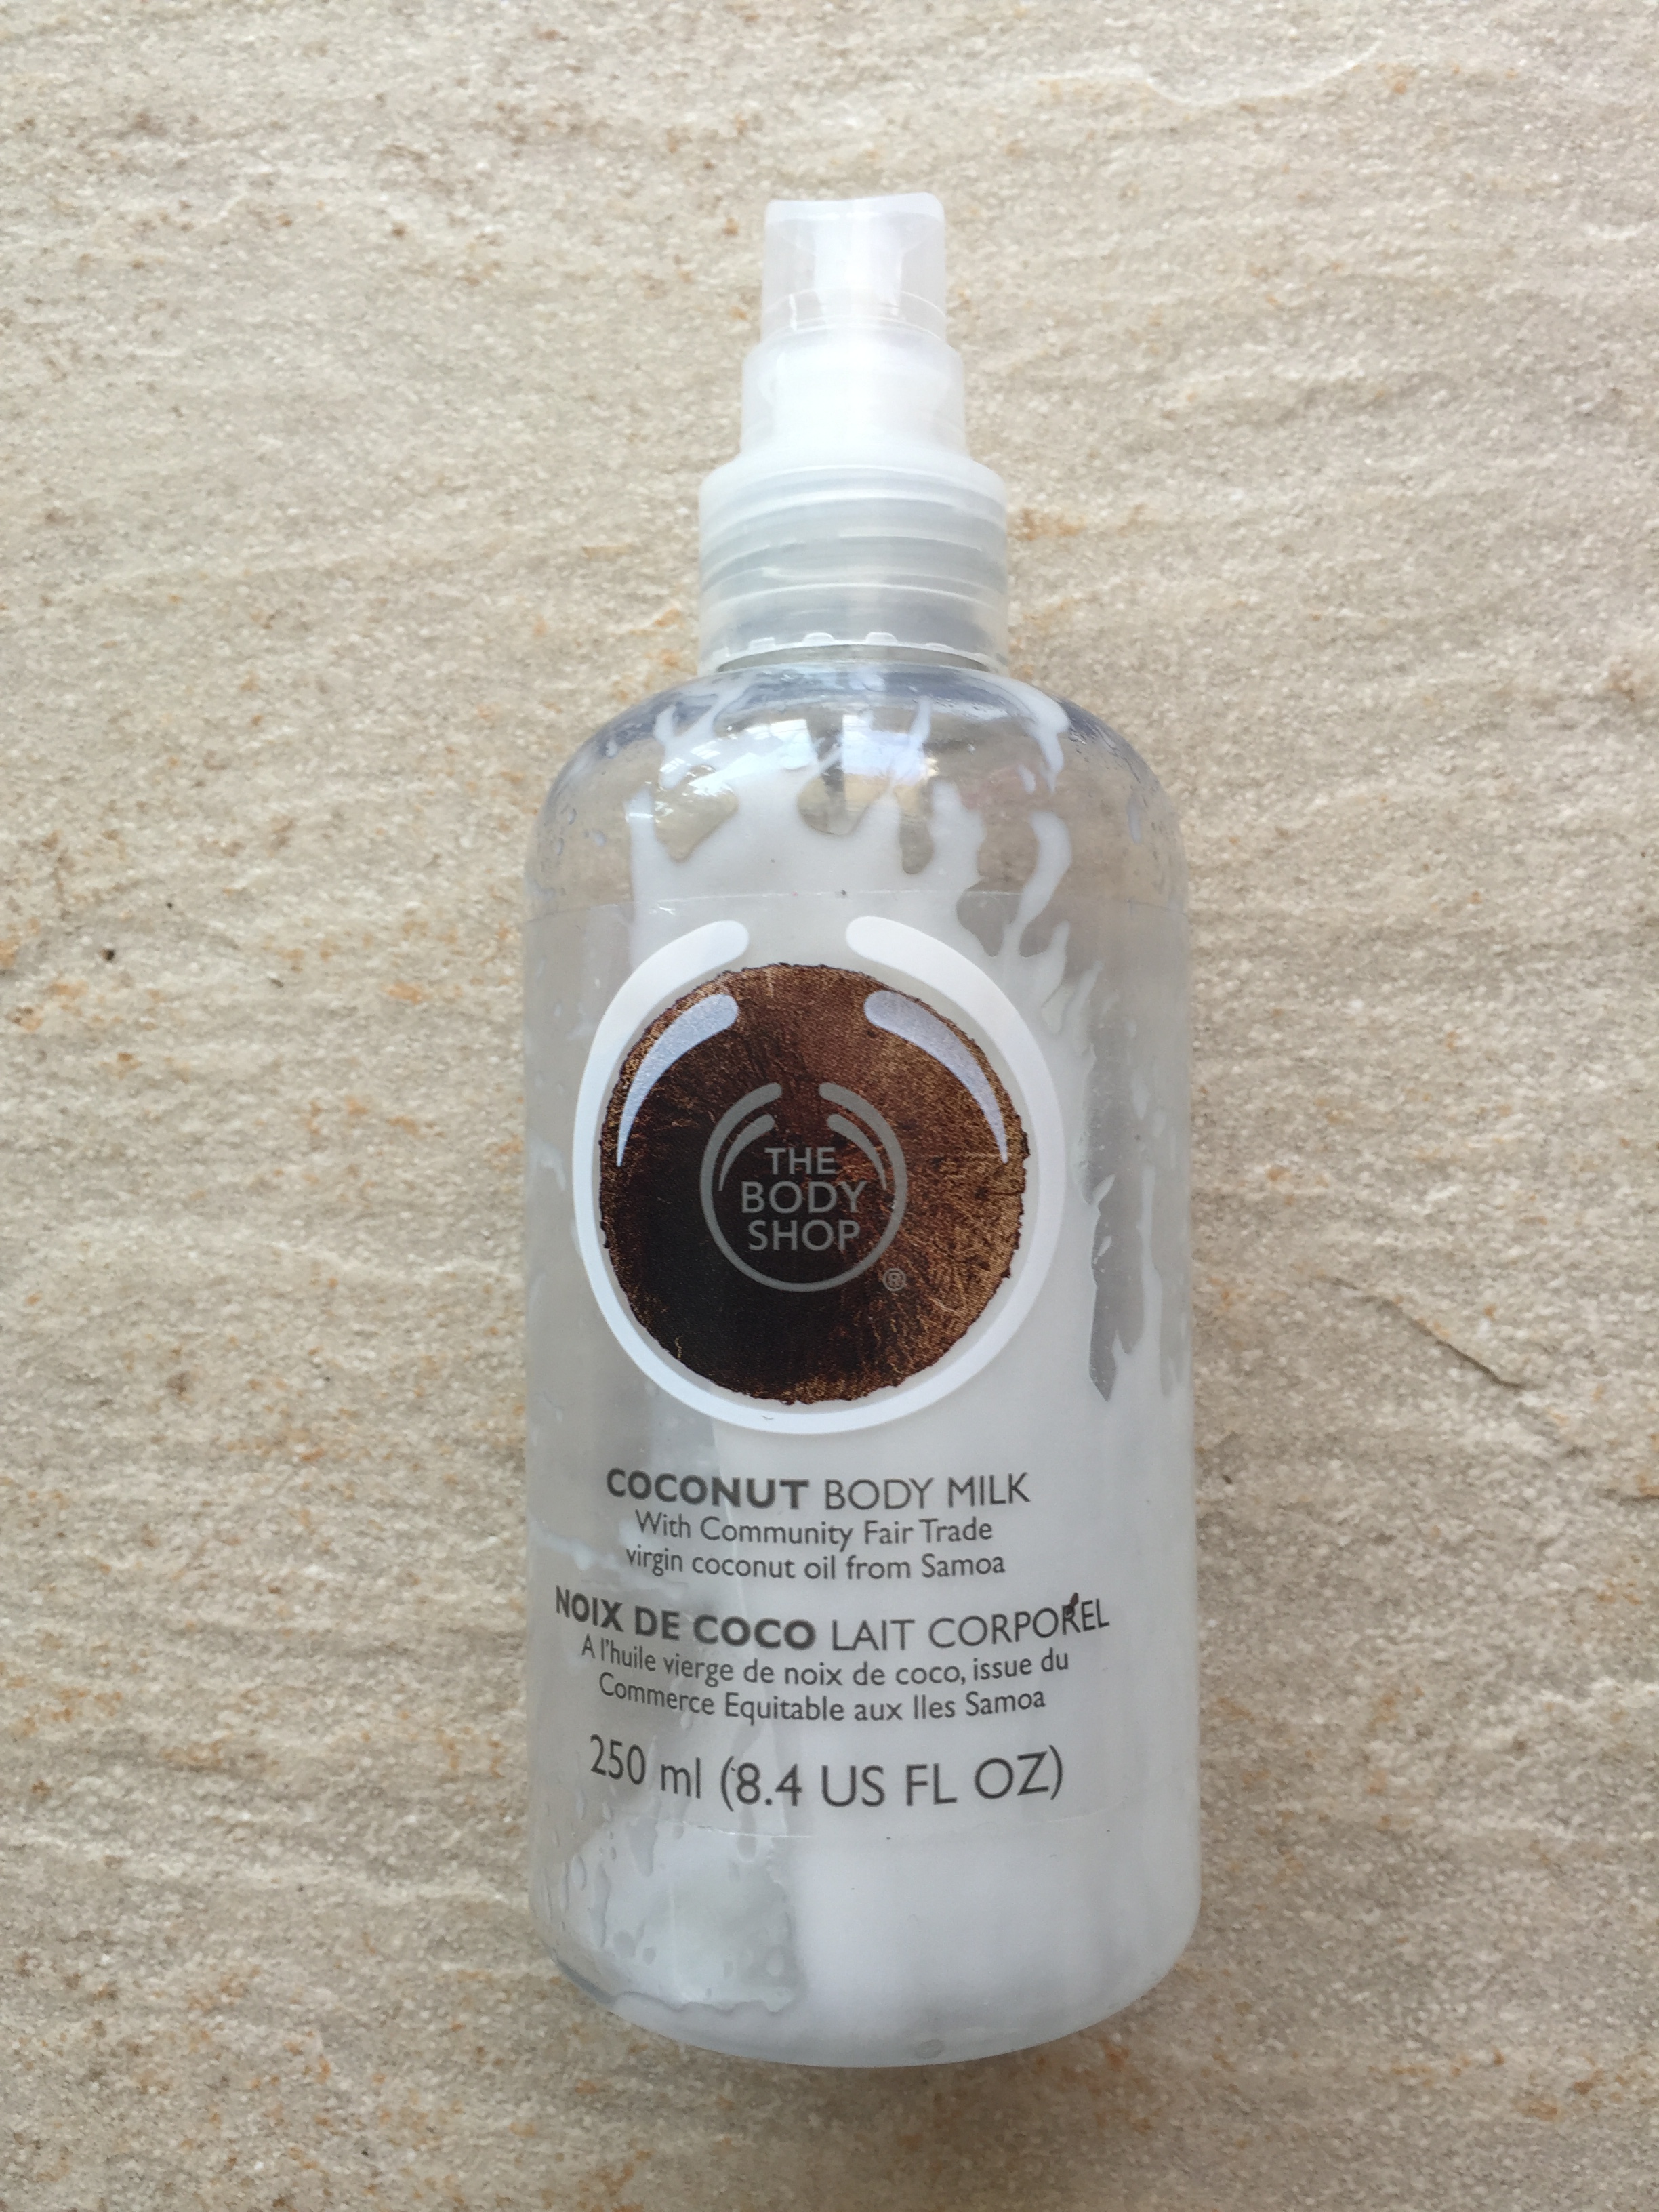 THE
BODY
SHOP
®
COCONUT BODY MILK
With Community Fair Trade
virgin coconut oil from Samoa
NOIX DE COCO LAIT CORPOREL
A l'huile vierge de noix de coco, issue du
Commerce Equitable aux Iles Samoa
250 ml (8.4 US FL OZ)